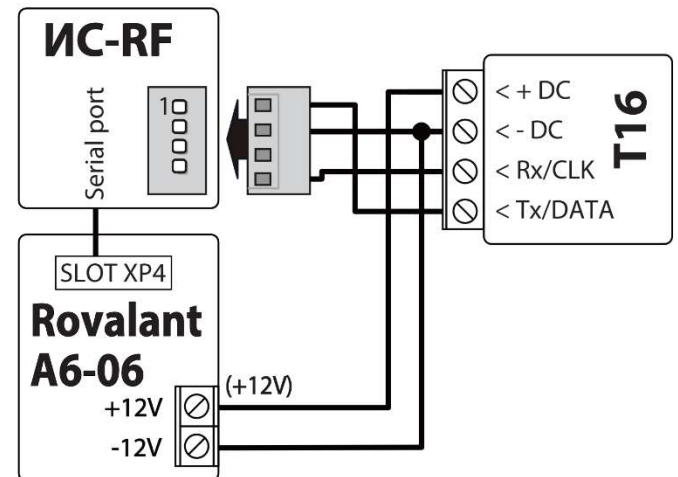 ИС-RF
Serial port
1
SLOT XP4
Rovalant
A6-06
(+12V)
+12V
-12V
< + DC
< - DC
< Rx/CLK
< Tx/DATA
T16